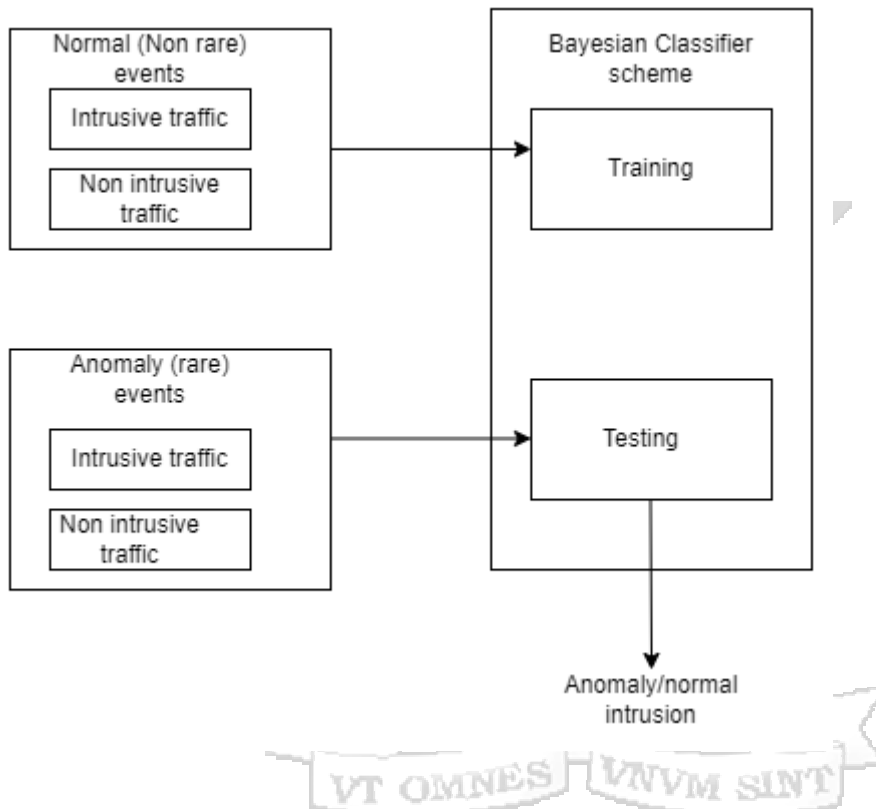 Normal (Non rare)
events
Intrusive traffic
Non intrusive
traffic
Bayesian Classifier
scheme
Training
Anomaly (rare)
events
Intrusive traffic
Non intrusive
traffic
Testing
Anomaly/normal
intrusion
VT OMNES VNVM SINT